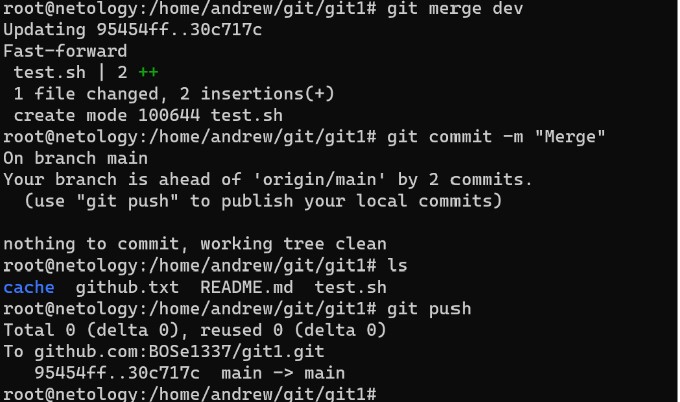 root@netology:/home/andrew/git/git1# git merge dev
Updating 95454ff..30c717c
Fast-forward
 test.sh | 2 ++
 1 file changed, 2 insertions(+)
 create mode 100644 test.sh
root@netology:/home/andrew/git/git1# git commit -m "Merge"
On branch main
Your branch is ahead of 'origin/main' by 2 commits.
  (use "git push" to publish your local commits)

nothing to commit, working tree clean
root@netology:/home/andrew/git/git1# ls
cache  github.txt  README.md  test.sh
root@netology:/home/andrew/git/git1# git push
Total 0 (delta 0), reused 0 (delta 0)
To github.com:BOSe1337/git1.git
   95454ff..30c717c  main -> main
root@netology:/home/andrew/git/git1#